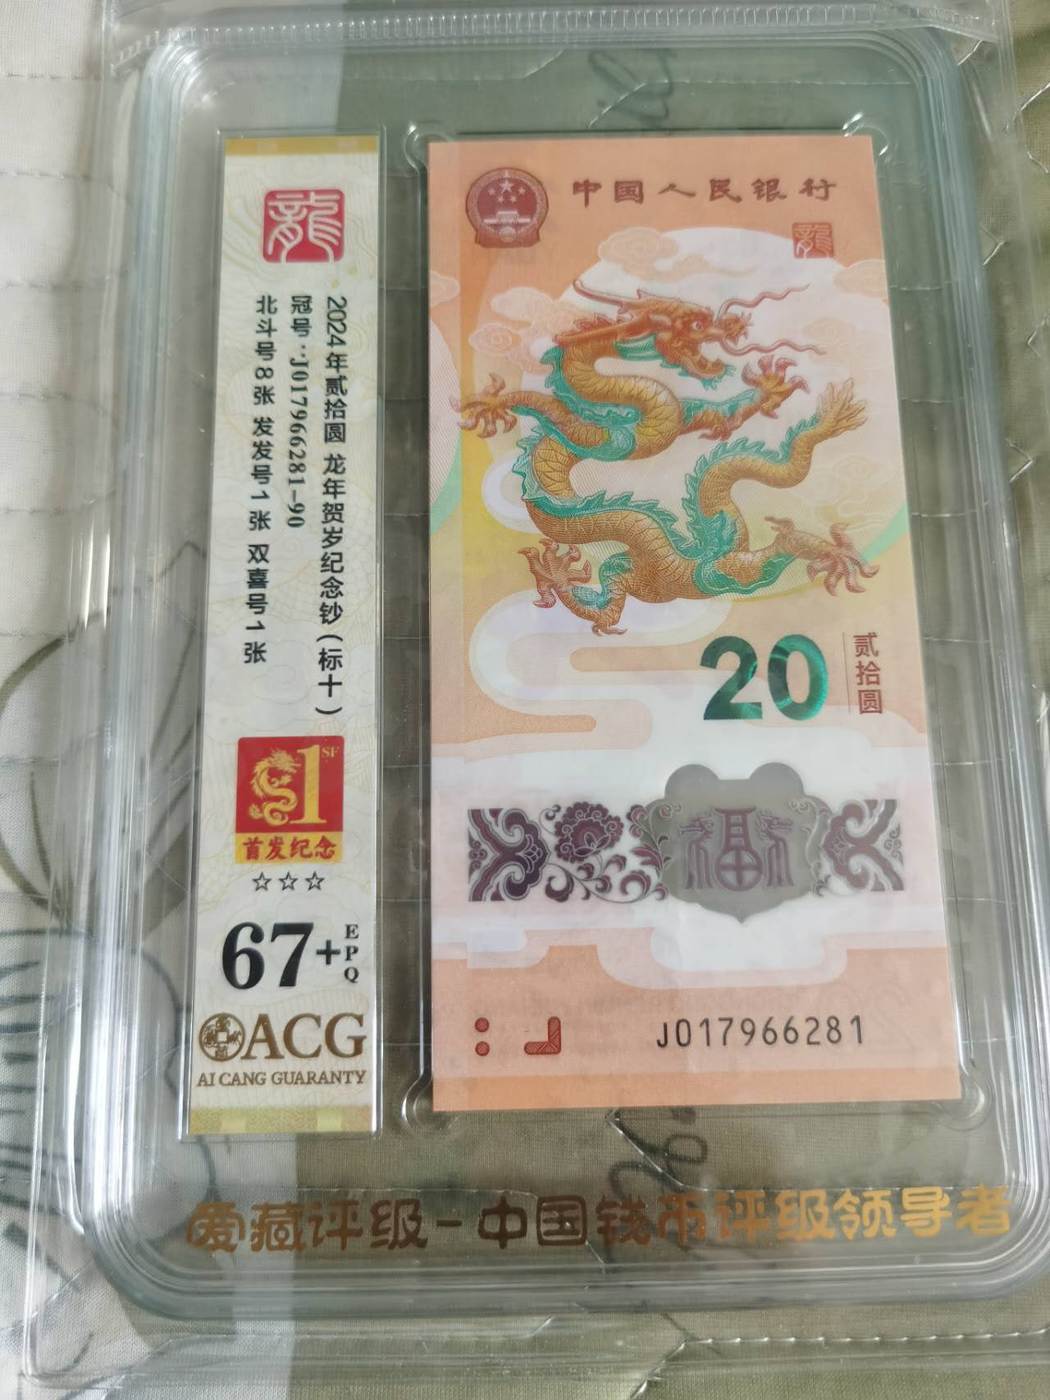 龍
2024年贰拾圆 龙年贺岁纪念钞（标十）
冠号：J017966281-90
北斗号8张 发发号1张 双喜号1张
1
SF
首发纪念
☆☆☆
67+
EPQ
ACG
AI CANG GUARANTY
中国人民银行
龍
20
贰拾圆
福
J017966281
爱藏评级-中国钱币评级领导者